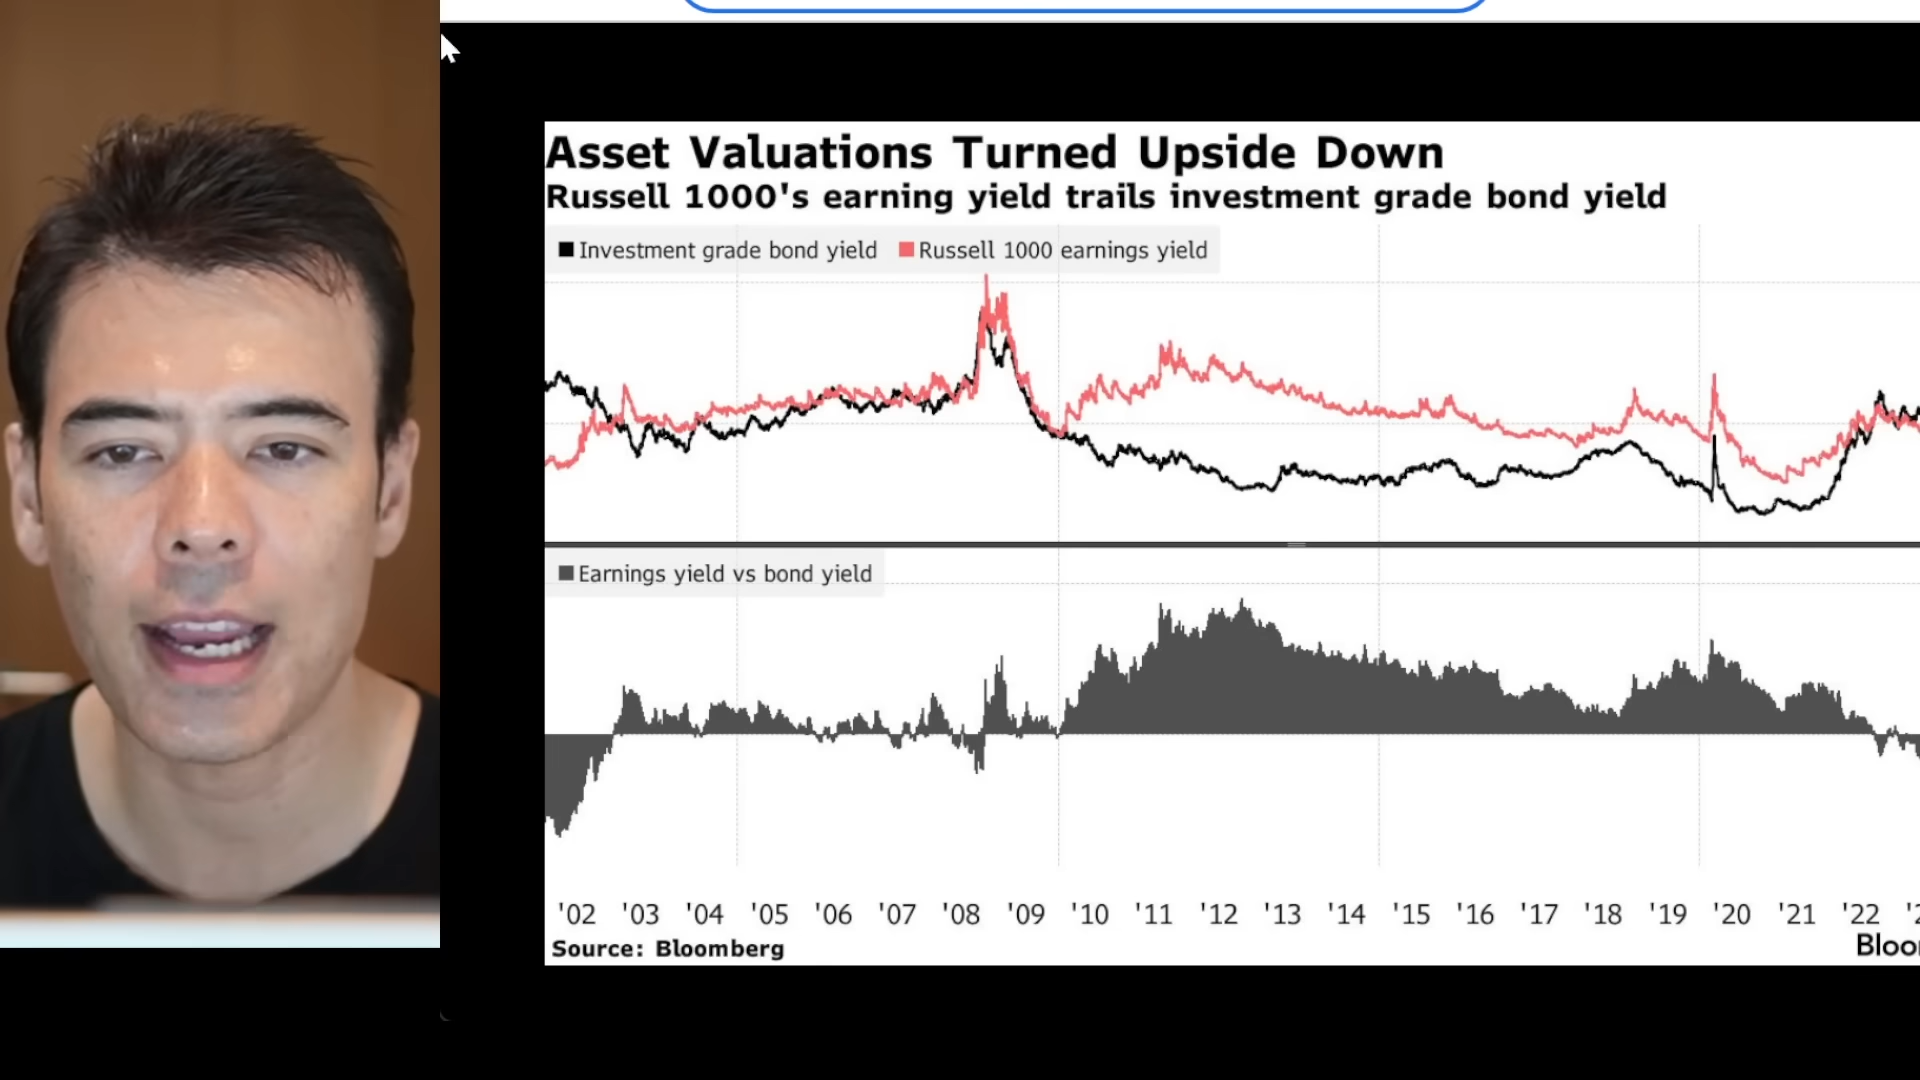 Asset Valuations Turned Upside Down
Russell 1000's earning yield trails investment grade bond yield
Investment grade bond yield Russell 1000 earnings yield
Earnings yield vs bond yield
'02 '03 '04 '05 '06 '07 '08 '09 '10 '11 '12 '13 '14 '15 '16 '17 '18 '19 '20 '21 '22
Source: Bloomberg